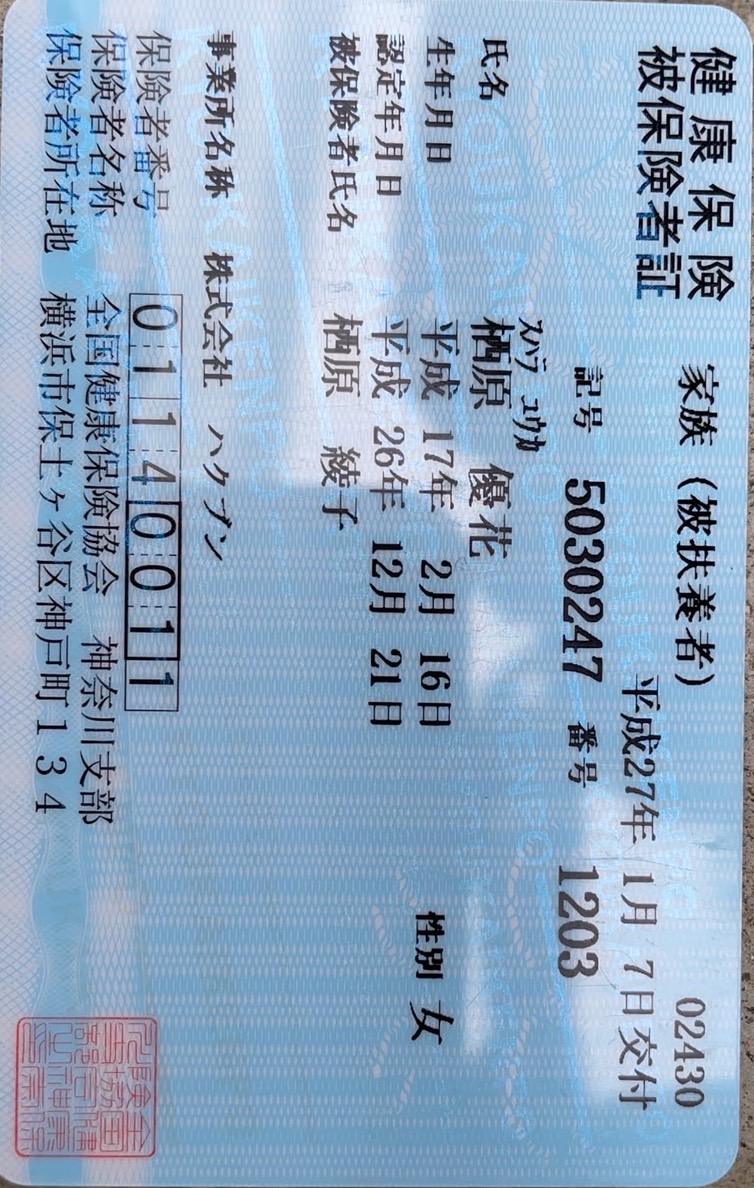 健康保険 家族（被扶養者） 02430
被保険者証 平成27年 1月 7日交付
記号 5030247 番号 1203
スハラ ユウカ
氏名 栖原 優花
生年月日 平成 17年 2月 16日 性別 女
認定年月日 平成 26年 12月 21日
被保険者氏名 栖原 綾子
事業所名称 株式会社 ハクブン
保険者番号 01140011
保険者名称 全国健康保険協会 神奈川支部
保険者所在地 横浜市保土ヶ谷区神戸町134